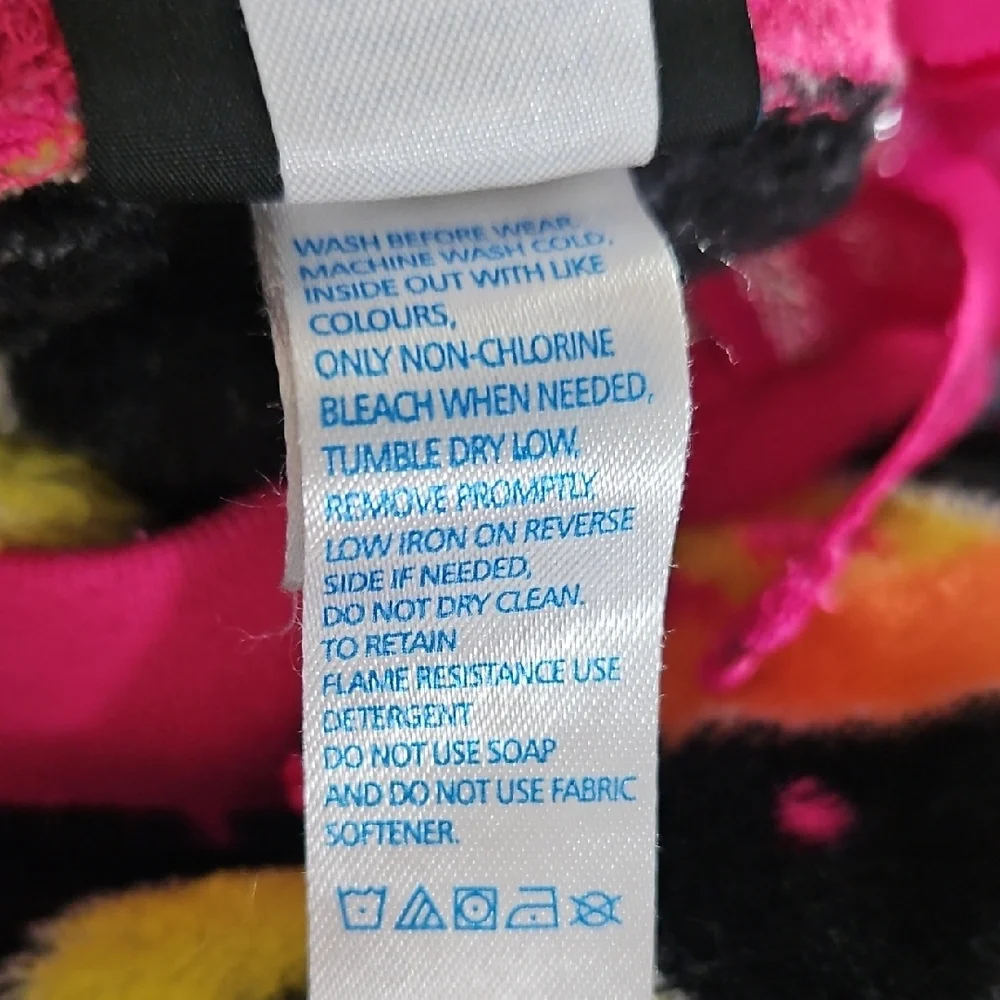 WASH BEFORE WEAR,
MACHINE WASH COLD,
INSIDE OUT WITH LIKE
COLOURS,
ONLY NON-CHLORINE
BLEACH WHEN NEEDED,
TUMBLE DRY LOW,
REMOVE PROMPTLY,
LOW IRON ON REVERSE
SIDE IF NEEDED,
DO NOT DRY CLEAN.
TO RETAIN
FLAME RESISTANCE USE
DETERGENT
DO NOT USE SOAP
AND DO NOT USE FABRIC
SOFTENER.